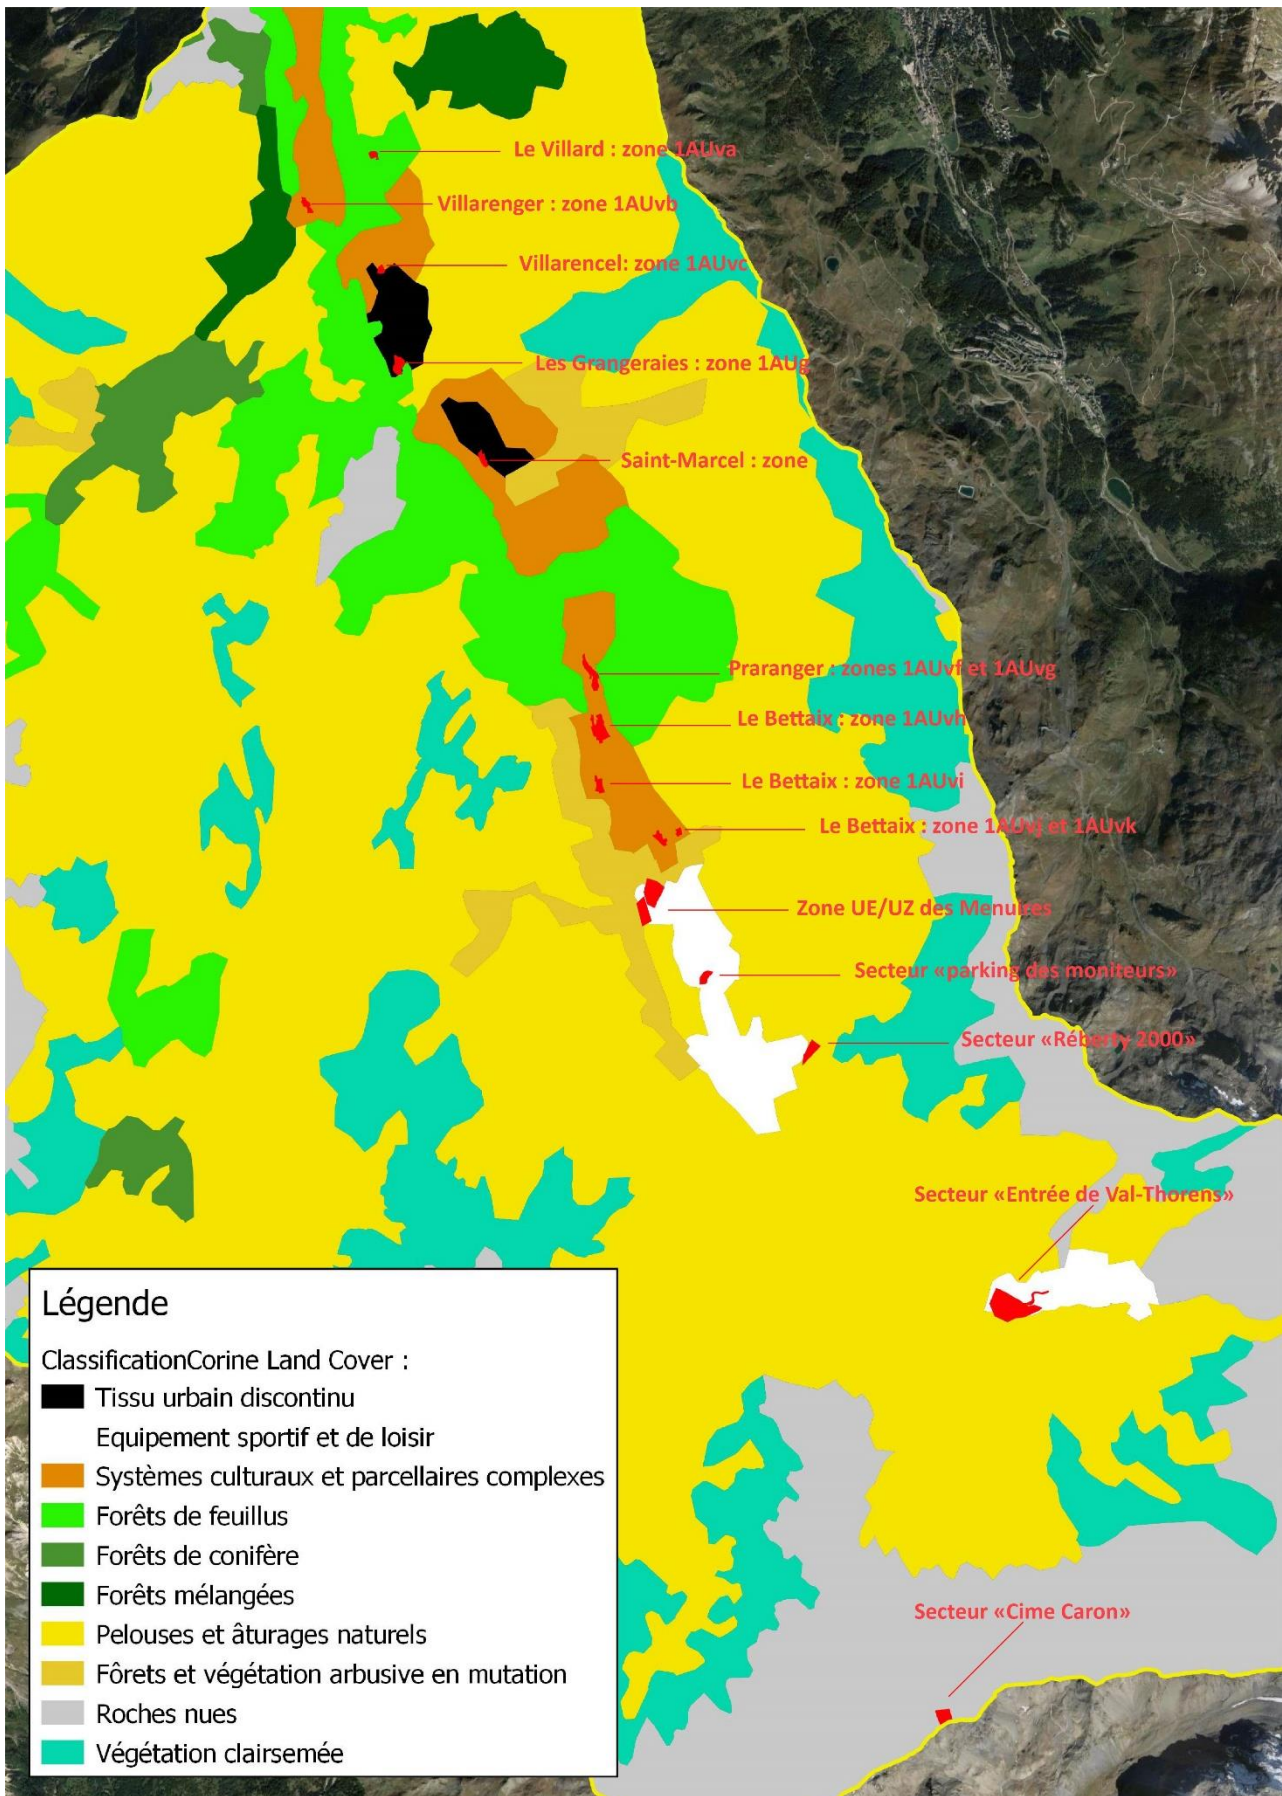 Le Villard : zone 1AUva
Villarenger : zone 1AUvb
Villarencel: zone 1AUvc
Les Grangeraies : zone 1AUg
Saint-Marcel : zone
Praranger : zones 1AUvf et 1AUvg
Le Bettaix : zone 1AUvh
Le Bettaix : zone 1AUvi
Le Bettaix : zone 1AUvj et 1AUvk
Zone UE/UZ des Menuires
Secteur «parking des moniteurs»
Secteur «Réberty 2000»
Secteur «Entrée de Val-Thorens»
Secteur «Cime Caron»
Légende
ClassificationCorine Land Cover :
Tissu urbain discontinu
Equipement sportif et de loisir
Systèmes culturaux et parcellaires complexes
Forêts de feuillus
Forêts de conifère
Forêts mélangées
Pelouses et âturages naturels
Fôrets et végétation arbusive en mutation
Roches nues
Végétation clairsemée